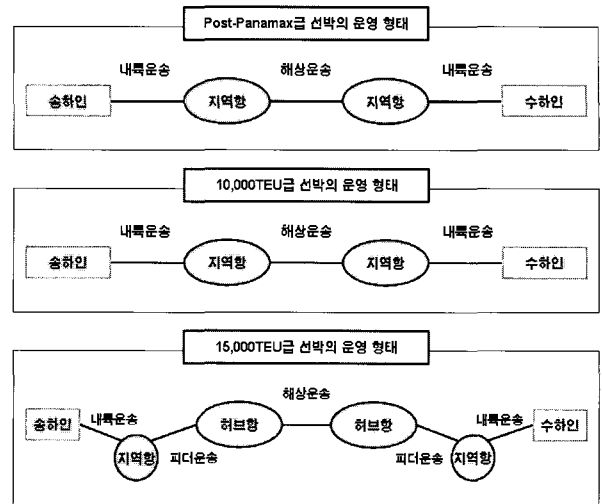 Post-Panamax급 선박의 운영 형태
내륙운송 해상운송 내륙운송
송하인 지역항 지역항 수하인
10,000TEU급 선박의 운영 형태
내륙운송 해상운송 내륙운송
송하인 지역항 지역항 수하인
15,000TEU급 선박의 운영 형태
해상운송
송하인 내륙운송 허브항 허브항 내륙운송 수하인
지역항 피더운송 피더운송 지역항